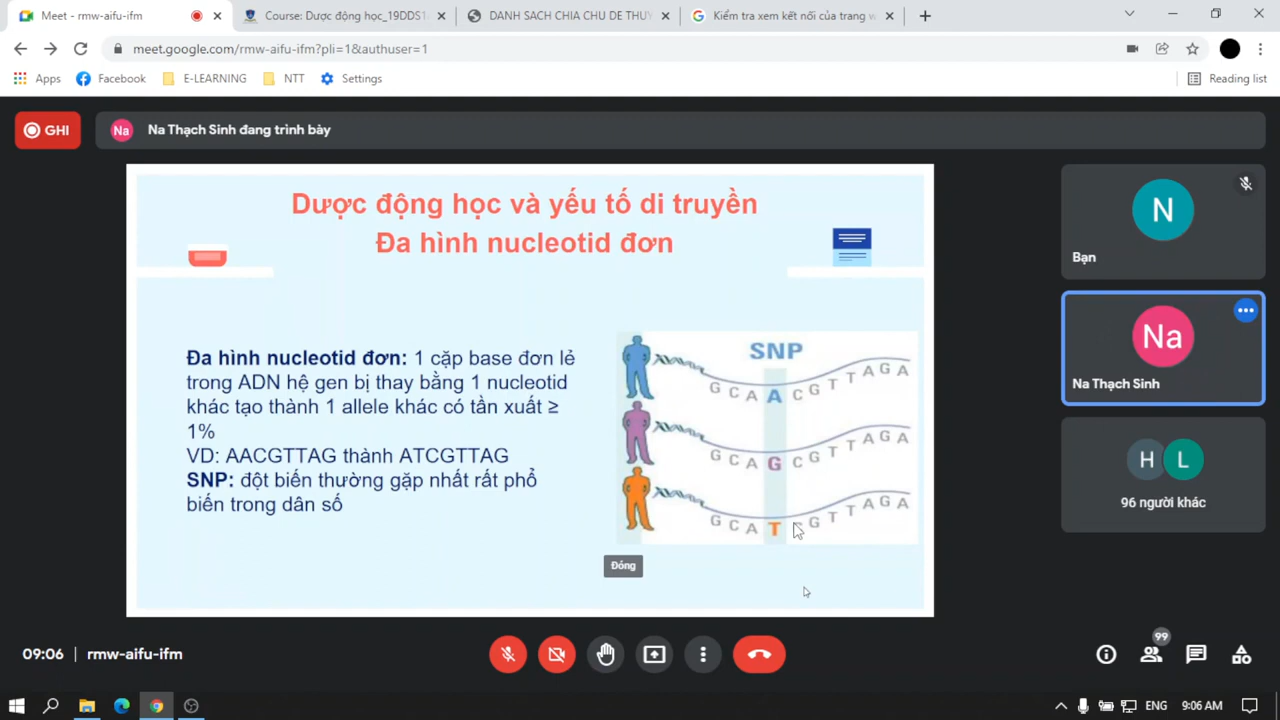 Meet - rmw-aifu-ifm
Course: Dược động học_19DDS1
DANH SACH CHIA CHU DE THUY
Kiểm tra xem kết nối của trang w
meet.google.com/rmw-aifu-ifm?pli=1&authuser=1
Apps
Facebook
E-LEARNING
NTT
Settings
Reading list
GHI
Na
Na Thạch Sinh đang trình bày
Dược động học và yếu tố di truyền
Đa hình nucleotid đơn
Đa hình nucleotid đơn: 1 cặp base đơn lẻ
trong ADN hệ gen bị thay bằng 1 nucleotid
khác tạo thành 1 allele khác có tần xuất ≥
1%
VD: AACGTTAG thành ATCGTTAG
SNP: đột biến thường gặp nhất rất phổ
biến trong dân số
SNP
G C A A C G T T A G A
G C A G C G T T A G A
G C A T C G T T A G A
Đóng
N
Bạn
Na
Na Thạch Sinh
H L
96 người khác
09:06 | rmw-aifu-ifm
99
ENG
9:06 AM